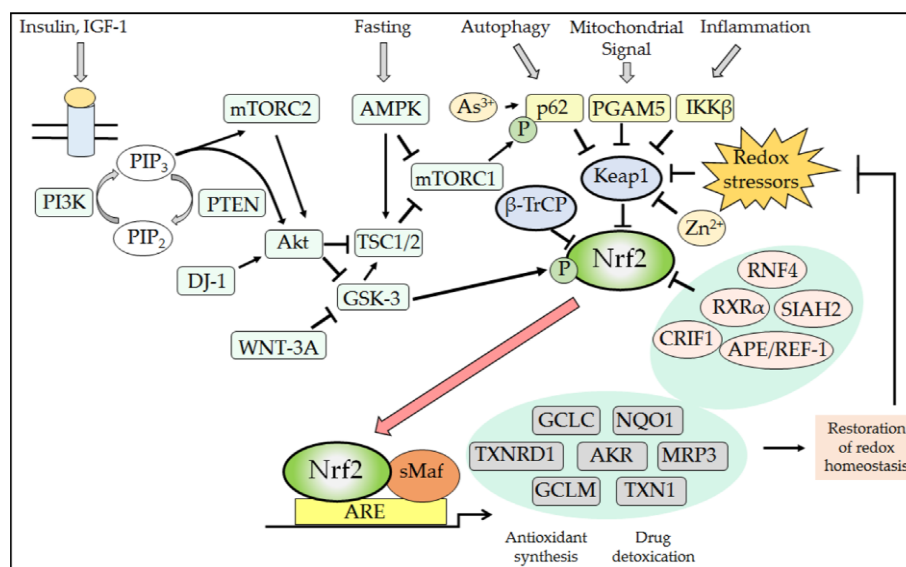 Insulin, IGF-1
Fasting
Autophagy
Mitochondrial
Signal
Inflammation
mTORC2
AMPK
As³⁺
p62
PGAM5
IKKβ
P
PIP₃
mTORC1
Keap1
Redox
stressors
PI3K
PTEN
β-TrCP
Zn²⁺
PIP₂
Akt
TSC1/2
Nrf2
P
DJ-1
GSK-3
RNF4
RXRα
SIAH2
WNT-3A
CRIF1
APE/REF-1
GCLC
NQO1
Nrf2
sMaf
TXNRD1
AKR
MRP3
Restoration
of redox
homeostasis
GCLM
TXN1
ARE
Antioxidant
synthesis
Drug
detoxication